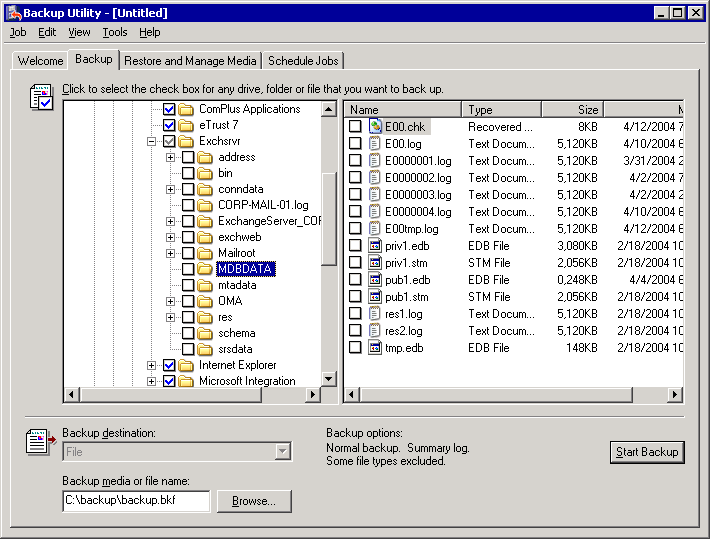 Backup Utility - [Untitled]
Job Edit View Tools Help
Welcome Backup Restore and Manage Media Schedule Jobs
Click to select the check box for any drive, folder or file that you want to back up.
ComPlus Applications
eTrust 7
Exchsrvr
address
bin
conndata
CORP-MAIL-01.log
ExchangeServer_COF
exchweb
Mailroot
MDBDATA
mtadata
OMA
res
schema
srsdata
Internet Explorer
Microsoft Integration
Name Type Size M
E00.chk Recovered ... 8KB 4/12/2004 7
E00.log Text Docum... 5,120KB 4/10/2004 6
E0000001.log Text Docum... 5,120KB 3/31/2004 2
E0000002.log Text Docum... 5,120KB 4/2/2004 7
E0000003.log Text Docum... 5,120KB 4/2/2004 2
E0000004.log Text Docum... 5,120KB 4/10/2004 6
E00tmp.log Text Docum... 5,120KB 4/12/2004 6
priv1.edb EDB File 3,080KB 2/18/2004 10
priv1.stm STM File 2,056KB 2/18/2004 10
pub1.edb EDB File 0,248KB 4/4/2004 6
pub1.stm STM File 2,056KB 2/18/2004 10
res1.log Text Docum... 5,120KB 2/18/2004 10
res2.log Text Docum... 5,120KB 2/18/2004 10
tmp.edb EDB File 148KB 2/18/2004 10
Backup destination:
File
Backup media or file name:
C:\backup\backup.bkf
Browse...
Backup options:
Normal backup. Summary log.
Some file types excluded.
Start Backup